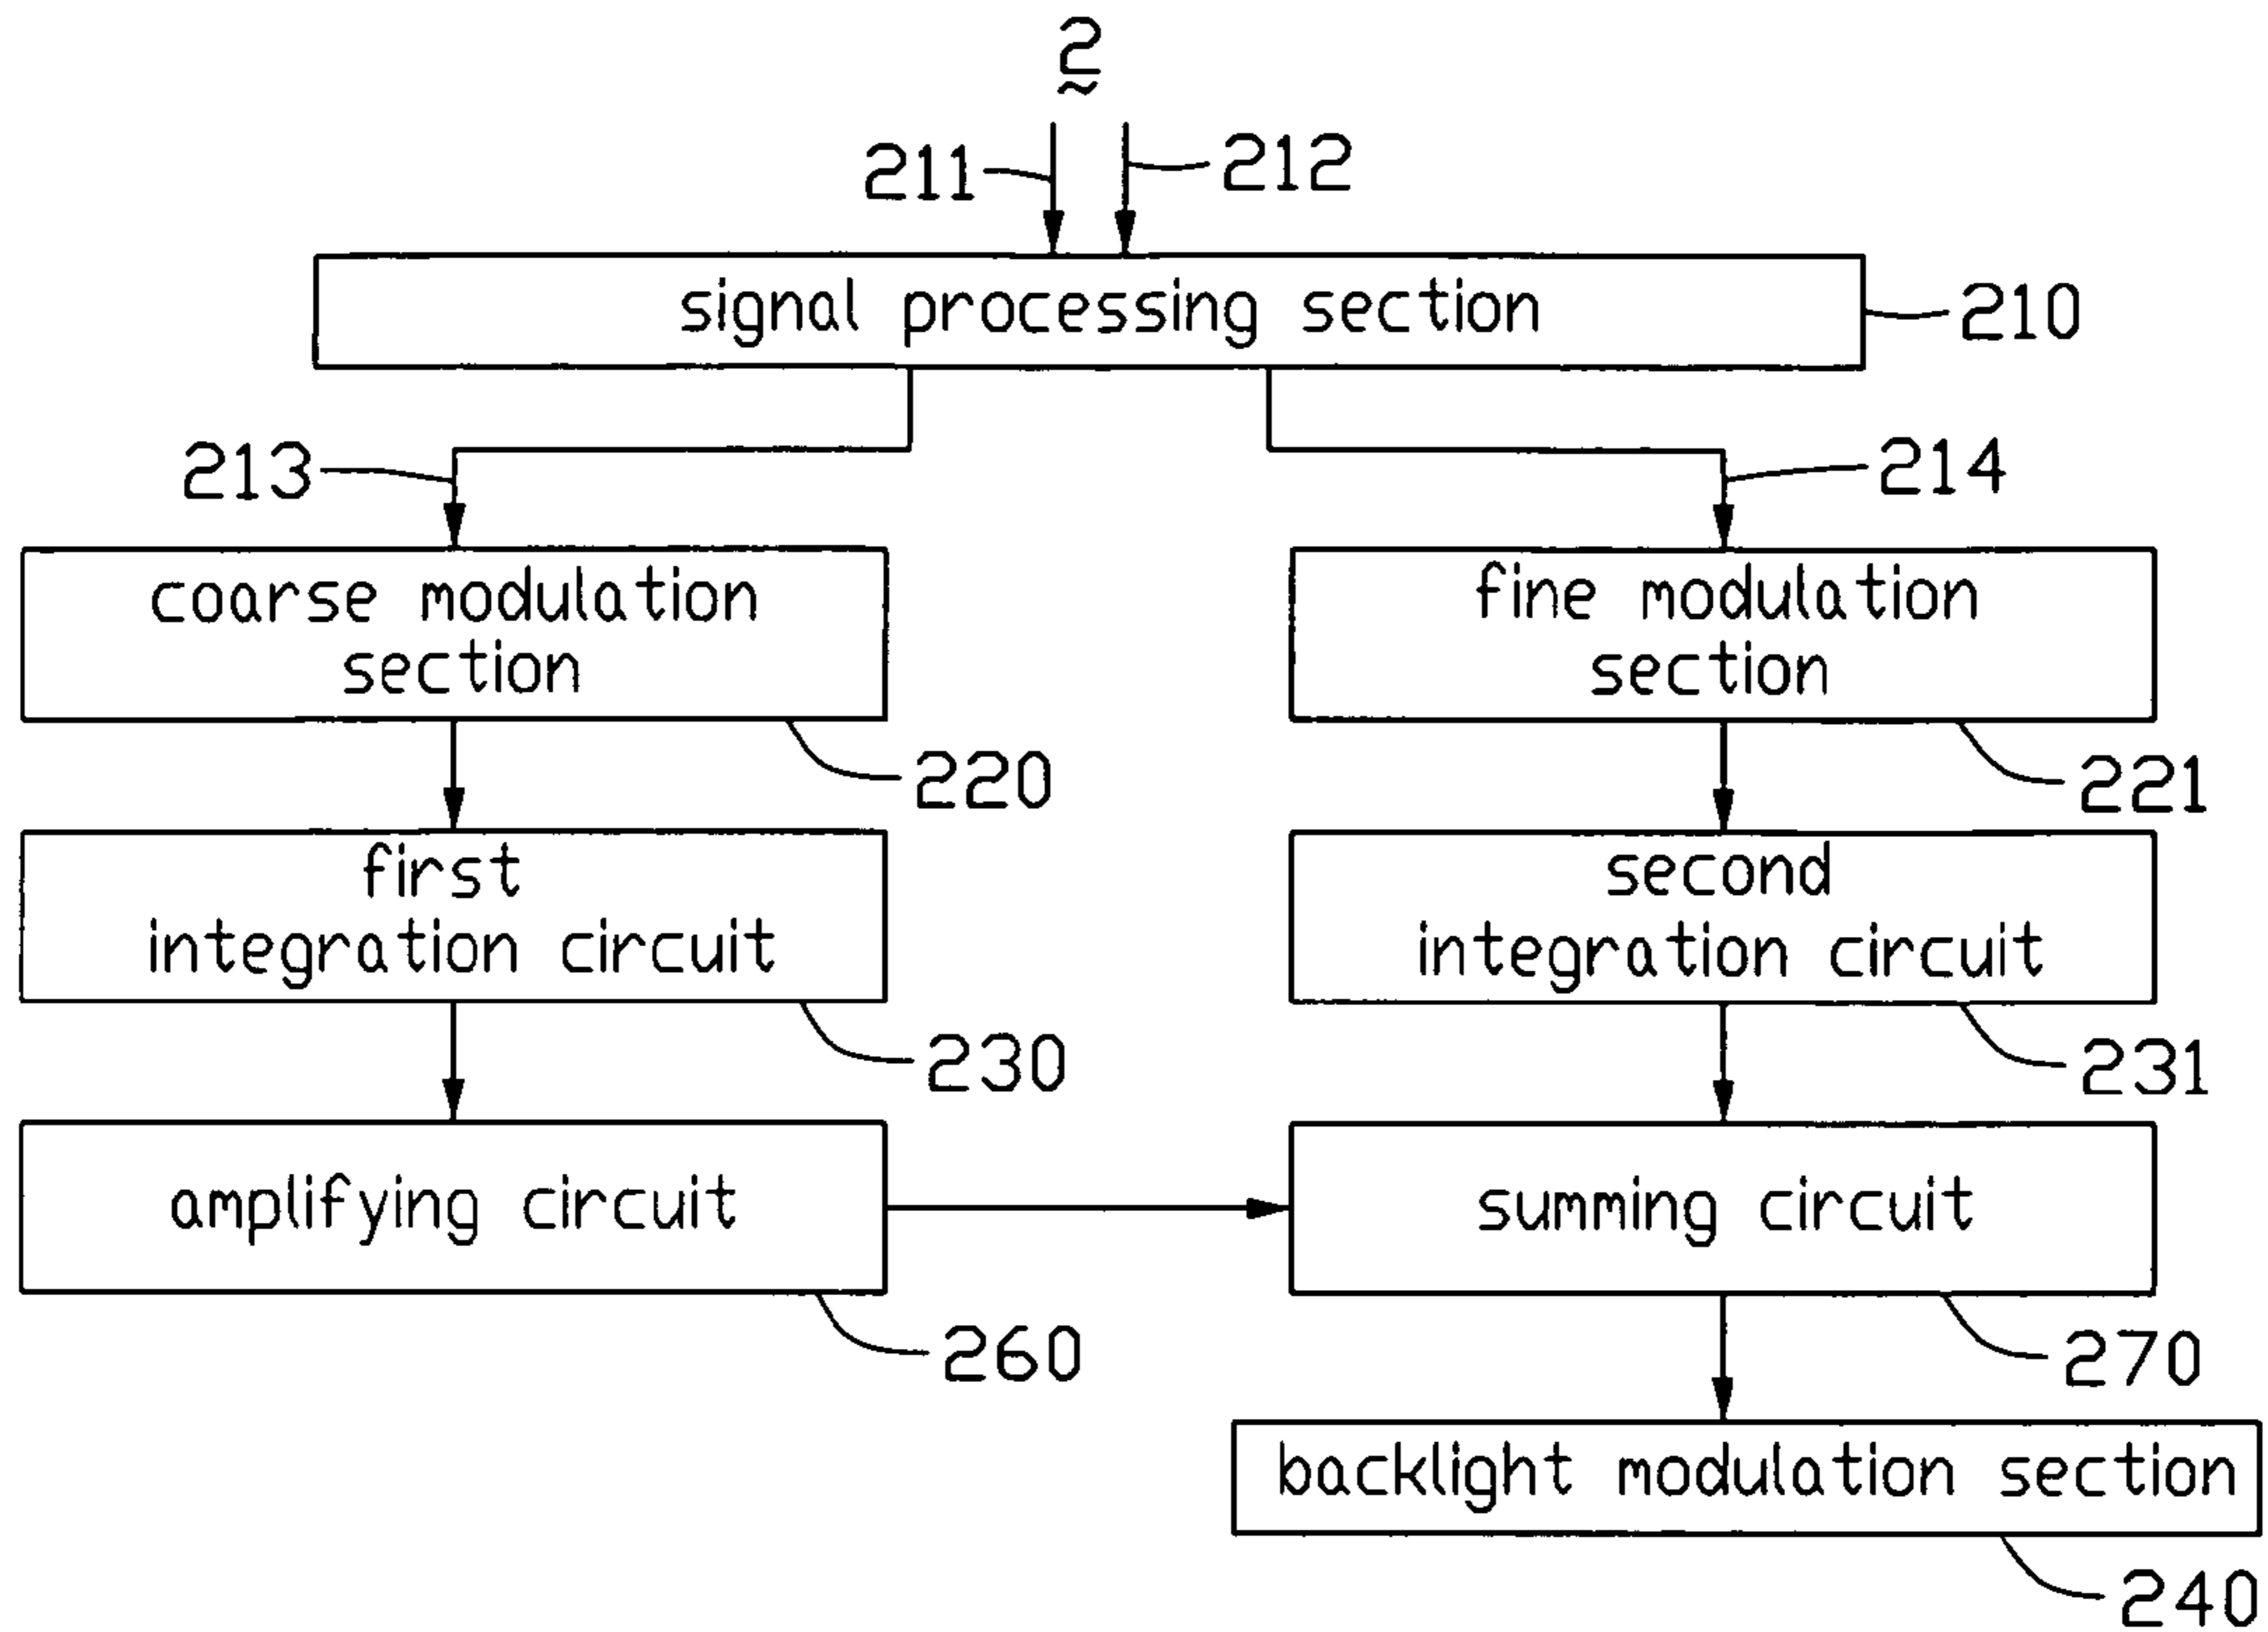 2
211
212
signal processing section
210
213
214
coarse modulation
section
fine modulation
section
220
221
first
integration circuit
second
integration circuit
230
231
amplifying circuit
summing circuit
260
270
backlight modulation section
240